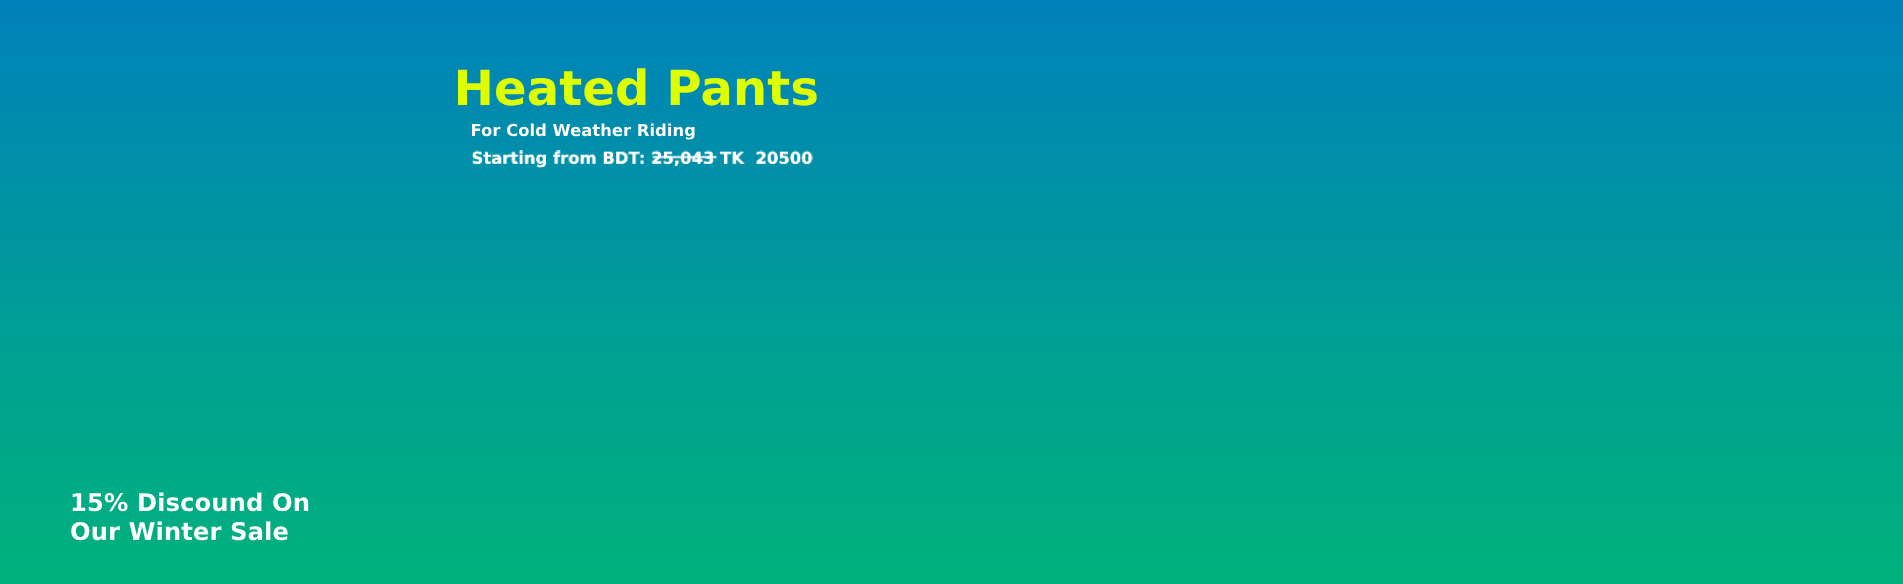 Heated Pants
For Cold Weather Riding
Starting from BDT: 25,043 TK 20500
15% Discound On
Our Winter Sale